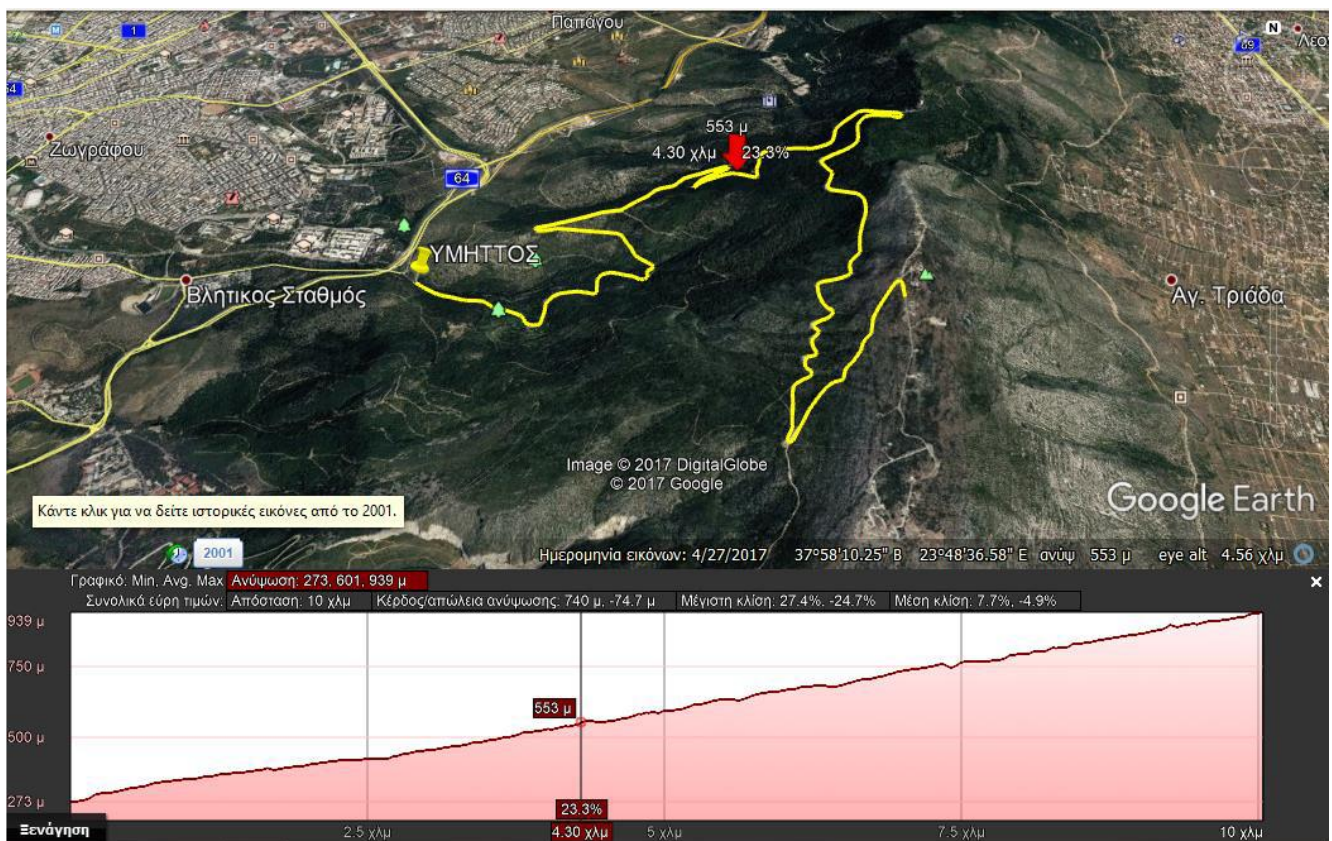 Παπάγου
1
N
Λεον
69
64
Ζωγράφου
553 μ
4.30 χλμ 23.3%
64
ΥΜΗΤΤΟΣ
Βλητικος Σταθμός
Αγ. Τριάδα
Image © 2017 DigitalGlobe
© 2017 Google
Google Earth
Κάντε κλικ για να δείτε ιστορικές εικόνες από το 2001.
2001
Ημερομηνία εικόνων: 4/27/2017 37°58'10.25" Β 23°48'36.58" Ε ανύψ 553 μ eye alt 4.56 χλμ
Γραφικό: Min, Avg, Max Ανύψωση: 273, 601, 939 μ
Συνολικά εύρη τιμών: Απόσταση: 10 χλμ Κέρδος/απώλεια ανύψωσης: 740 μ, -74.7 μ Μέγιστη κλίση: 27.4%, -24.7% Μέση κλίση: 7.7%, -4.9%
939 μ
750 μ
553 μ
500 μ
273 μ
23.3%
Ξενάγηση
2.5 χλμ 4.30 χλμ 5 χλμ 7.5 χλμ 10 χλμ